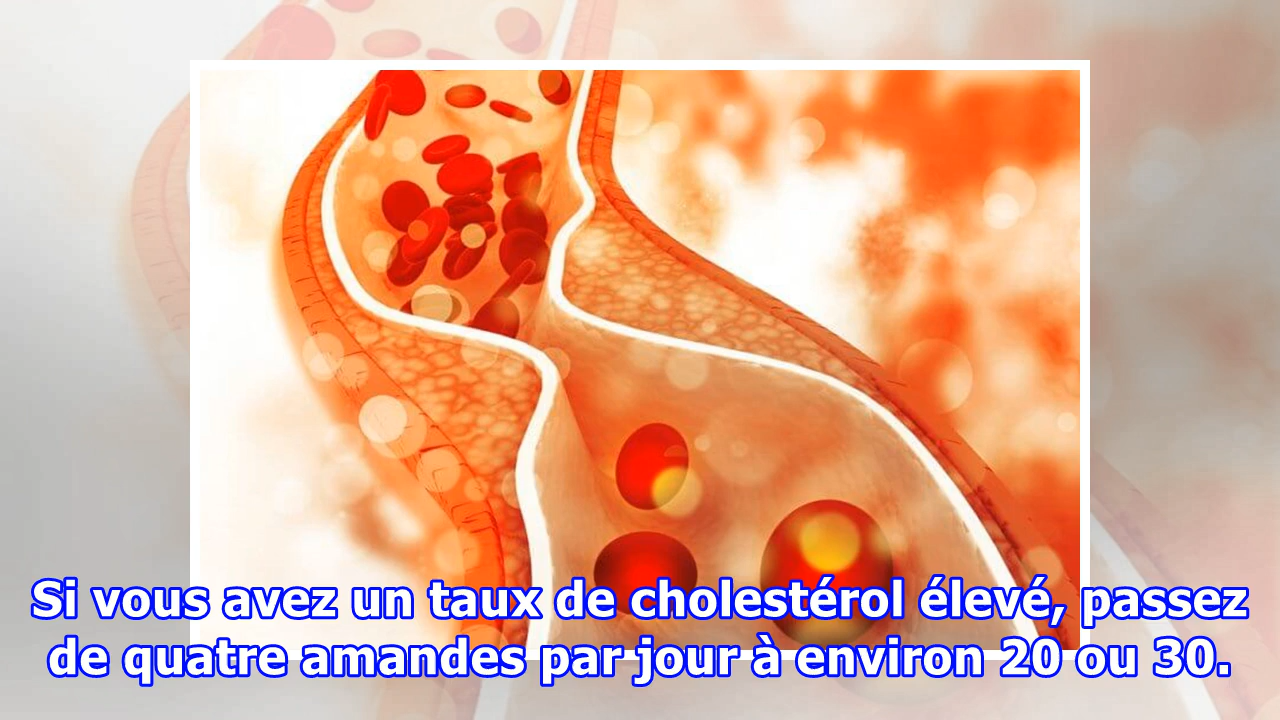 Si vous avez un taux de cholestérol élevé, passez
de quatre amandes par jour à environ 20 ou 30.